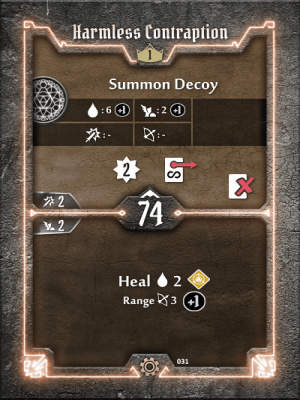 Harmless Contraption
1
Summon Decoy
: 6 +1
: 2 +1
: -
: -
2
2
74
2
Heal 2
Range 3 +1
031